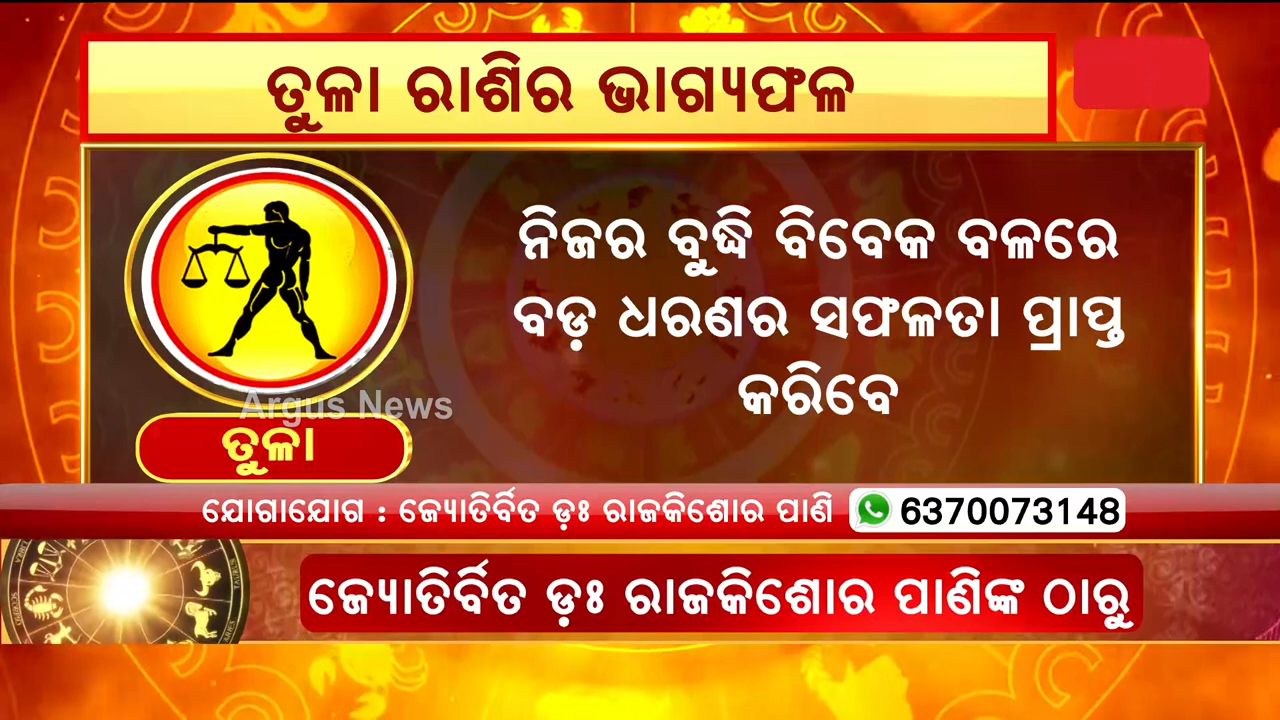 ତୁଳା ରାଶିର ଭାଗ୍ୟଫଳ
ନିଜର ବୁଦ୍ଧି ବିବେକ ବଳରେ
ବଡ଼ ଧରଣର ସଫଳତା ପ୍ରାପ୍ତ
କରିବେ
Argus News
ତୁଳା
ଯୋଗାଯୋଗ : ଜ୍ୟୋତିର୍ବିତ ଡ଼ଃ ରାଜକିଶୋର ପାଣି 6370073148
ଜ୍ୟୋତିର୍ବିତ ଡ଼ଃ ରାଜକିଶୋର ପାଣିଙ୍କ ଠାରୁ